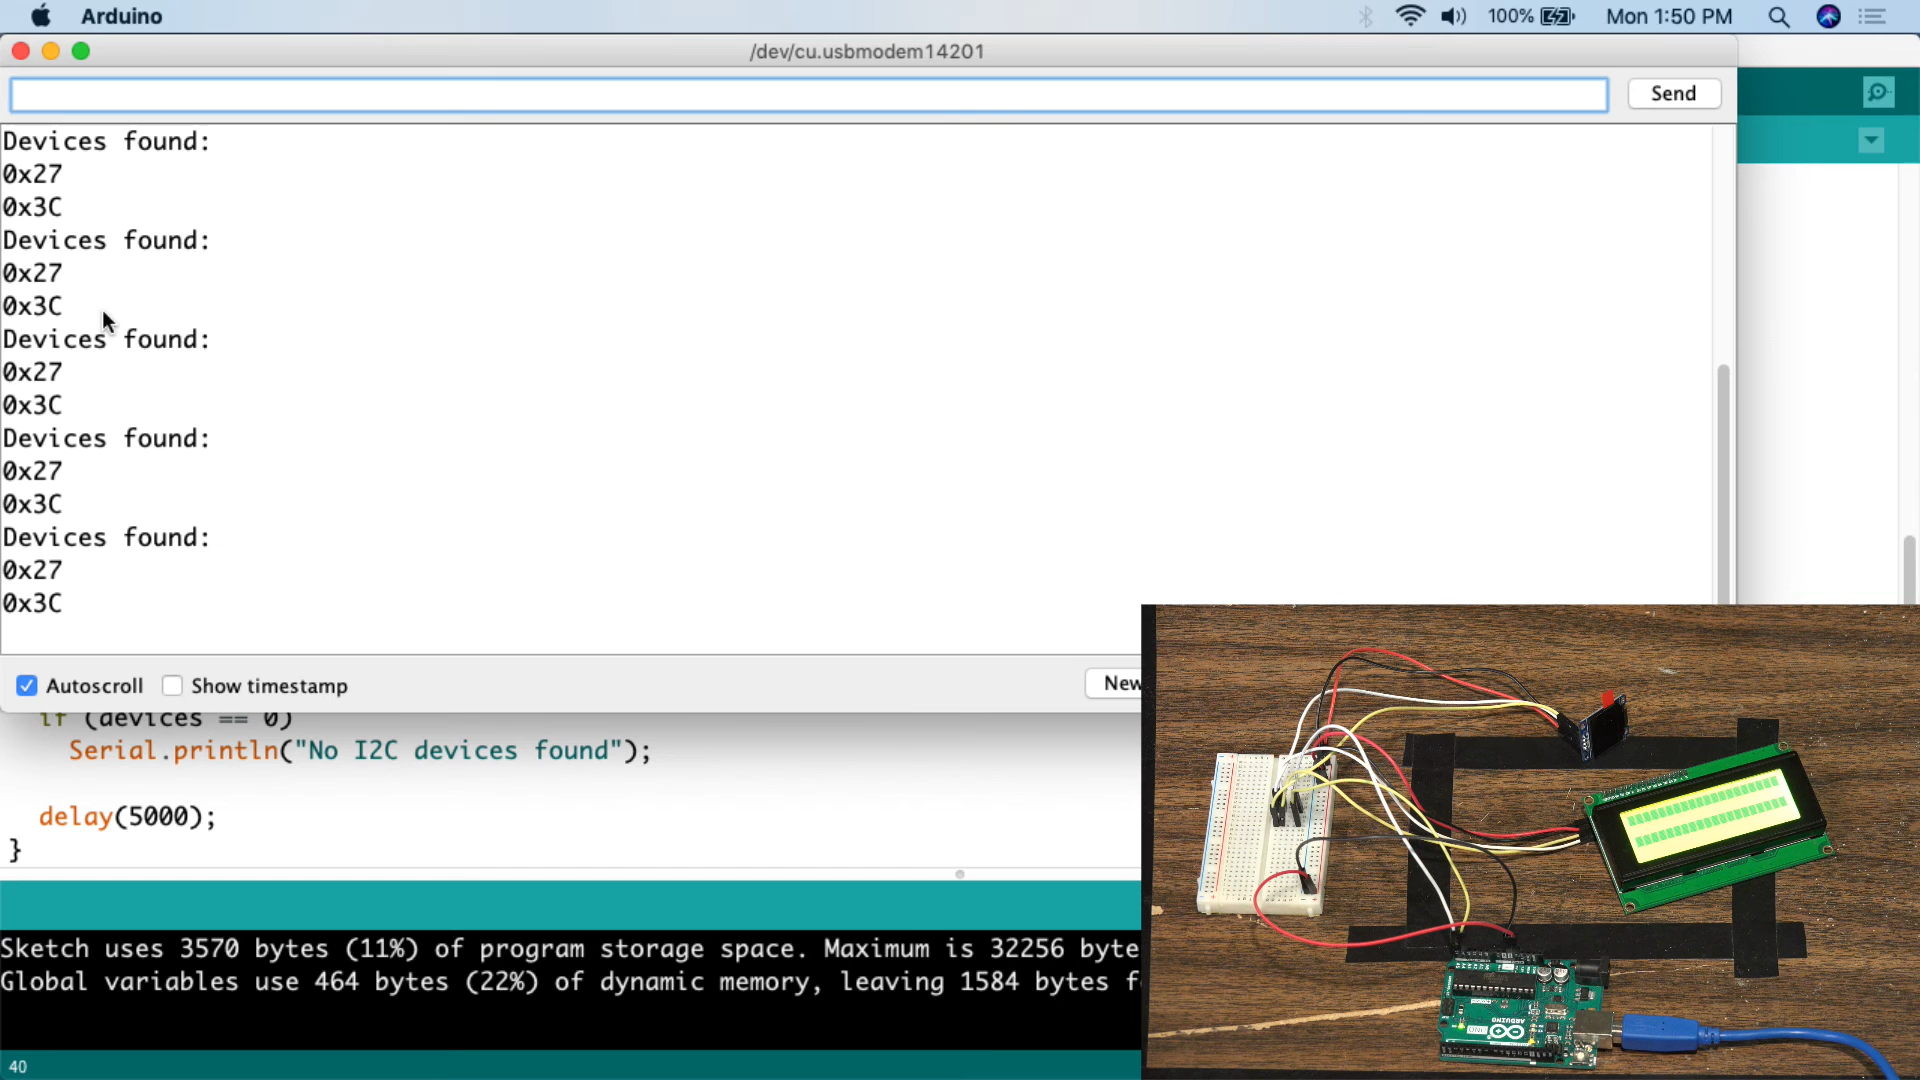 Arduino
100%
Mon 1:50 PM
/dev/cu.usbmodem14201
Send
Devices found:
0x27
0x3C
Devices found:
0x27
0x3C
Devices found:
0x27
0x3C
Devices found:
0x27
0x3C
Devices found:
0x27
0x3C
Autoscroll
Show timestamp
New
if (devices == 0)
Serial.println("No I2C devices found");
delay(5000);
}
Sketch uses 3570 bytes (11%) of program storage space. Maximum is 32256 byte
Global variables use 464 bytes (22%) of dynamic memory, leaving 1584 bytes f
40
UNO
ARDUINO